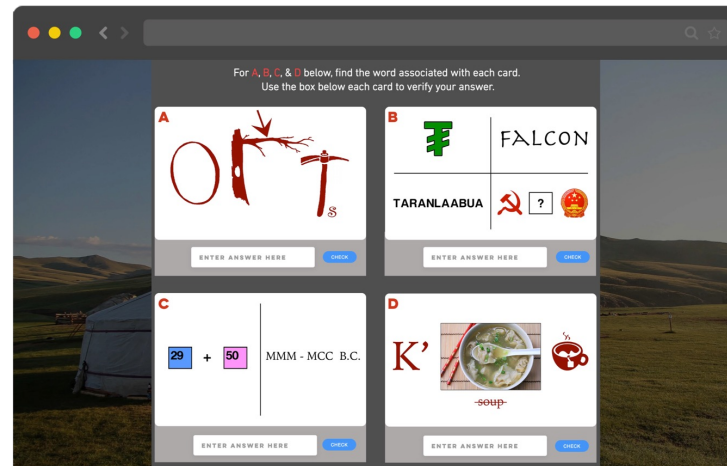 For A, B, C, & D below, find the word associated with each card.
Use the box below each card to verify your answer.
A
O
T
s
ENTER ANSWER HERE
CHECK
B
₮
FALCON
TARANLAABUA
?
ENTER ANSWER HERE
CHECK
C
29 + 50
MMM - MCC B.C.
ENTER ANSWER HERE
CHECK
D
K'
soup
ENTER ANSWER HERE
CHECK